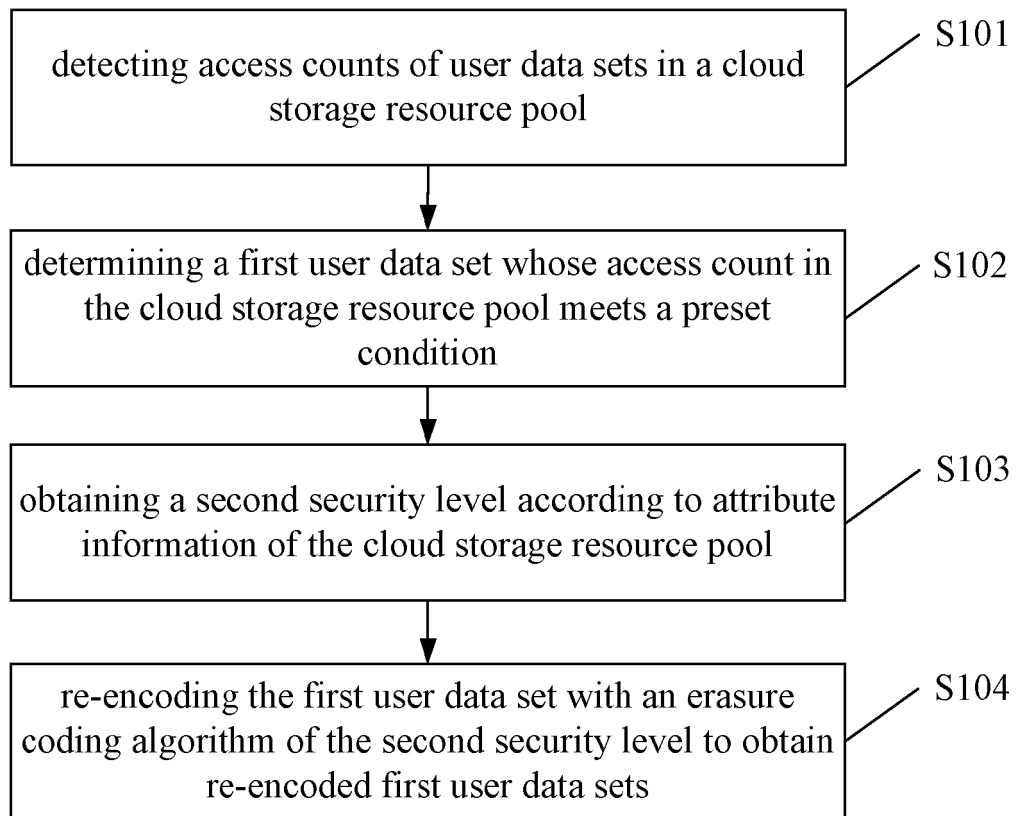 detecting access counts of user data sets in a cloud
storage resource pool
S101
determining a first user data set whose access count in
the cloud storage resource pool meets a preset
condition
S102
obtaining a second security level according to attribute
information of the cloud storage resource pool
S103
re-encoding the first user data set with an erasure
coding algorithm of the second security level to obtain
re-encoded first user data sets
S104